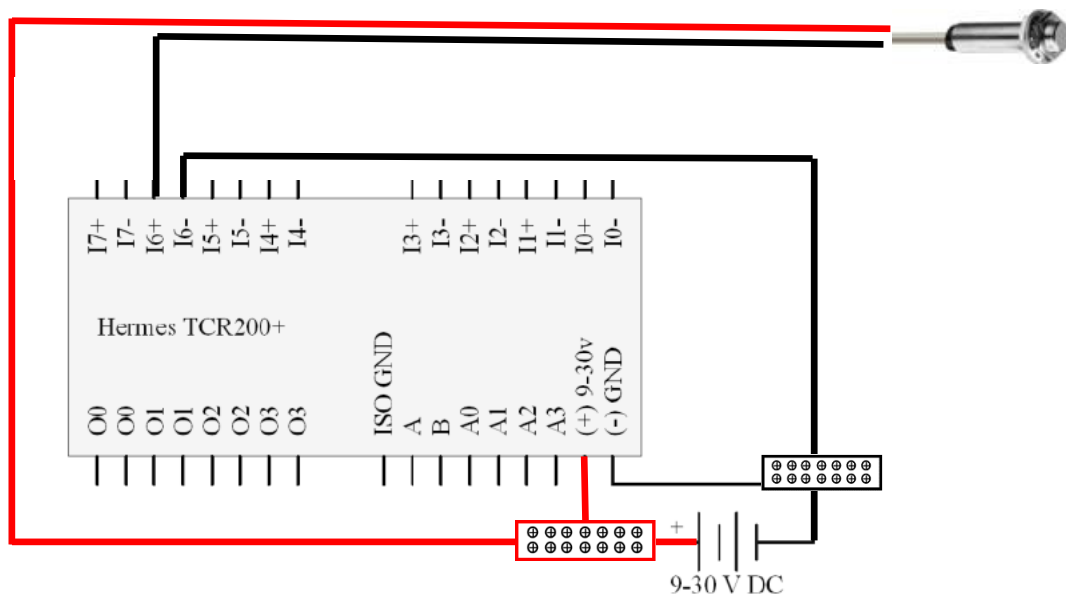 I7+ I7- I6+ I6- I5+ I5- I4+ I4- I3+ I3- I2+ I2- I1+ I1- I0+ I0-
Hermes TCR200+
O0 O0 O1 O1 O2 O2 O3 O3 ISO GND A B A0 A1 A2 A3 (+) 9-30v (-) GND
+
9-30 V DC